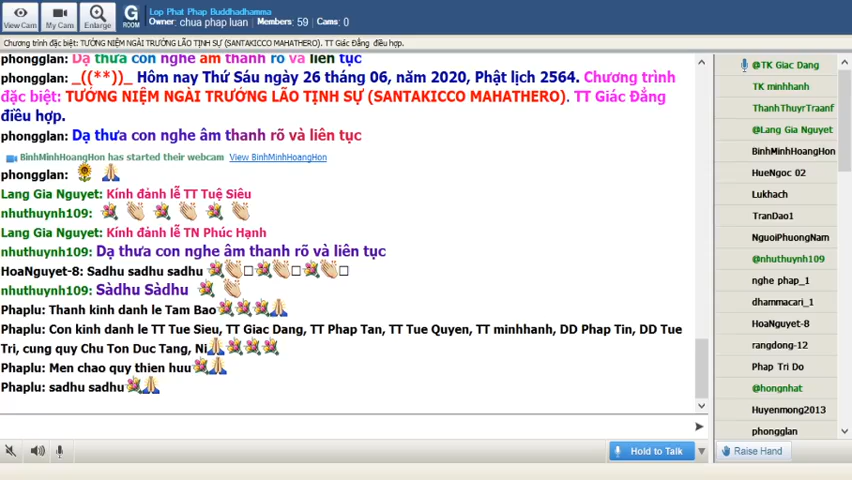 Lop Phat Phap Buddhadhamma
Owner: chua phap luan Members: 59 Cams: 0
View Cam My Cam Enlarge G ROOM
Chương trình đặc biệt: TƯỞNG NIỆM NGÀI TRƯỞNG LÃO TỊNH SỰ (SANTAKICCO MAHATHERO). TT Giác Đẳng điều hợp.
phongglan: Dạ thưa con nghe âm thanh rõ và liên tục
phongglan: _((**))_ Hôm nay Thứ Sáu ngày 26 tháng 06, năm 2020, Phật lịch 2564. Chương trình
đặc biệt: TƯỞNG NIỆM NGÀI TRƯỞNG LÃO TỊNH SỰ (SANTAKICCO MAHATHERO). TT Giác Đẳng
điều hợp.
phongglan: Dạ thưa con nghe âm thanh rõ và liên tục
BinhMinhHoangHon has started their webcam View BinhMinhHoangHon
phongglan:
Lang Gia Nguyet: Kính đảnh lễ TT Tuệ Siêu
nhuthuynh109:
Lang Gia Nguyet: Kính đảnh lễ TN Phúc Hạnh
nhuthuynh109: Dạ thưa con nghe âm thanh rõ và liên tục
HoaNguyet-8: Sadhu sadhu sadhu
nhuthuynh109: Sàdhu Sàdhu
Phaplu: Thanh kinh danh le Tam Bao
Phaplu: Con kinh danh le TT Tue Sieu, TT Giac Dang, TT Phap Tan, TT Tue Quyen, TT minhhanh, DD Phap Tin, DD Tue
Tri, cung quy Chu Ton Duc Tang, Ni
Phaplu: Men chao quy thien huu
Phaplu: sadhu sadhu
@TK Giac Dang
TK minhhanh
ThanhThuyrTraanf
@Lang Gia Nguyet
BinhMinhHoangHon
HueNgoc 02
Lukhach
TranDao1
NguoiPhuongNam
@nhuthuynh109
nghe phap_1
dhammacari_1
HoaNguyet-8
rangdong-12
Phap Tri Do
@hongnhat
Huyenmong2013
phongglan
Hold to Talk
Raise Hand